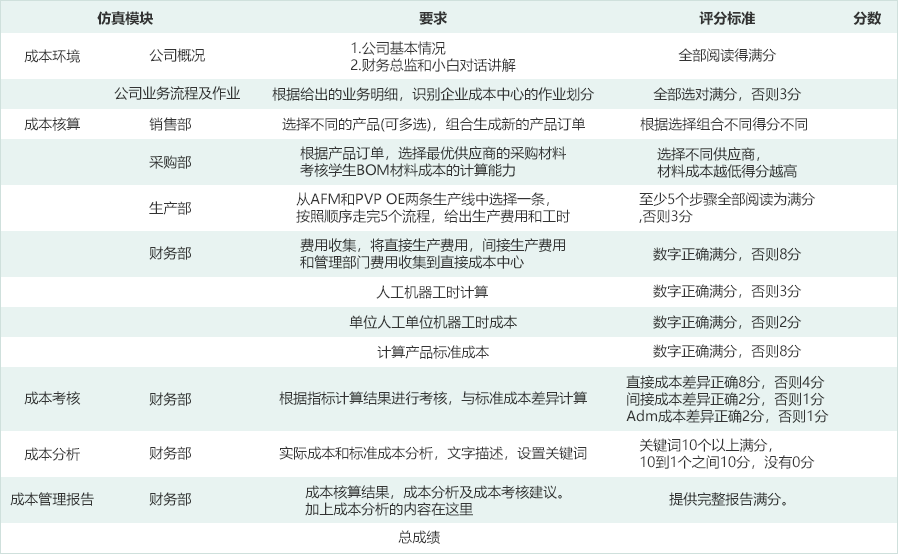 仿真模块 要求 评分标准 分数
成本环境 公司概况 1.公司基本情况 全部阅读得满分
2.财务总监和小白对话讲解
公司业务流程及作业 根据给出的业务明细，识别企业成本中心的作业划分 全部选对满分，否则3分
成本核算 销售部 选择不同的产品(可多选)，组合生成新的产品订单 根据选择组合不同得分不同
采购部 根据产品订单，选择最优供应商的采购材料 选择不同供应商，
考核学生BOM材料成本的计算能力 材料成本越低得分越高
生产部 从AFM和PVP OE两条生产线中选择一条， 至少5个步骤全部阅读为满分
按照顺序走完5个流程，给出生产费用和工时 ,否则3分
财务部 费用收集，将直接生产费用，间接生产费用 数字正确满分，否则8分
和管理部门费用收集到直接成本中心
人工机器工时计算 数字正确满分，否则3分
单位人工单位机器工时成本 数字正确满分，否则2分
计算产品标准成本 数字正确满分，否则8分
成本考核 财务部 根据指标计算结果进行考核，与标准成本差异计算 直接成本差异正确8分，否则4分
间接成本差异正确2分，否则1分
Adm成本差异正确2分，否则1分
成本分析 财务部 实际成本和标准成本分析，文字描述，设置关键词 关键词10个以上满分，
10到1个之间10分，没有0分
成本管理报告 财务部 成本核算结果，成本分析及成本考核建议。 提供完整报告满分。
加上成本分析的内容在这里
总成绩